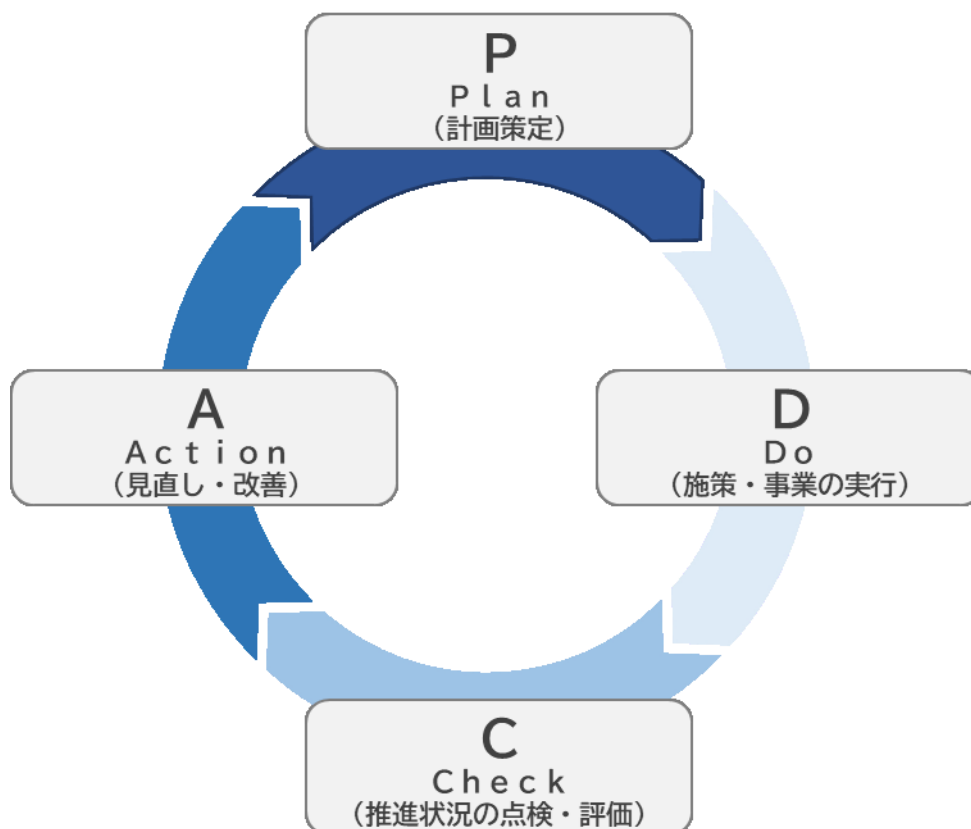 P
Ｐｌａｎ
（計画策定）
A
Ａｃｔｉｏｎ
（見直し・改善）
D
Ｄｏ
（施策・事業の実行）
C
Ｃｈｅｃｋ
（推進状況の点検・評価）